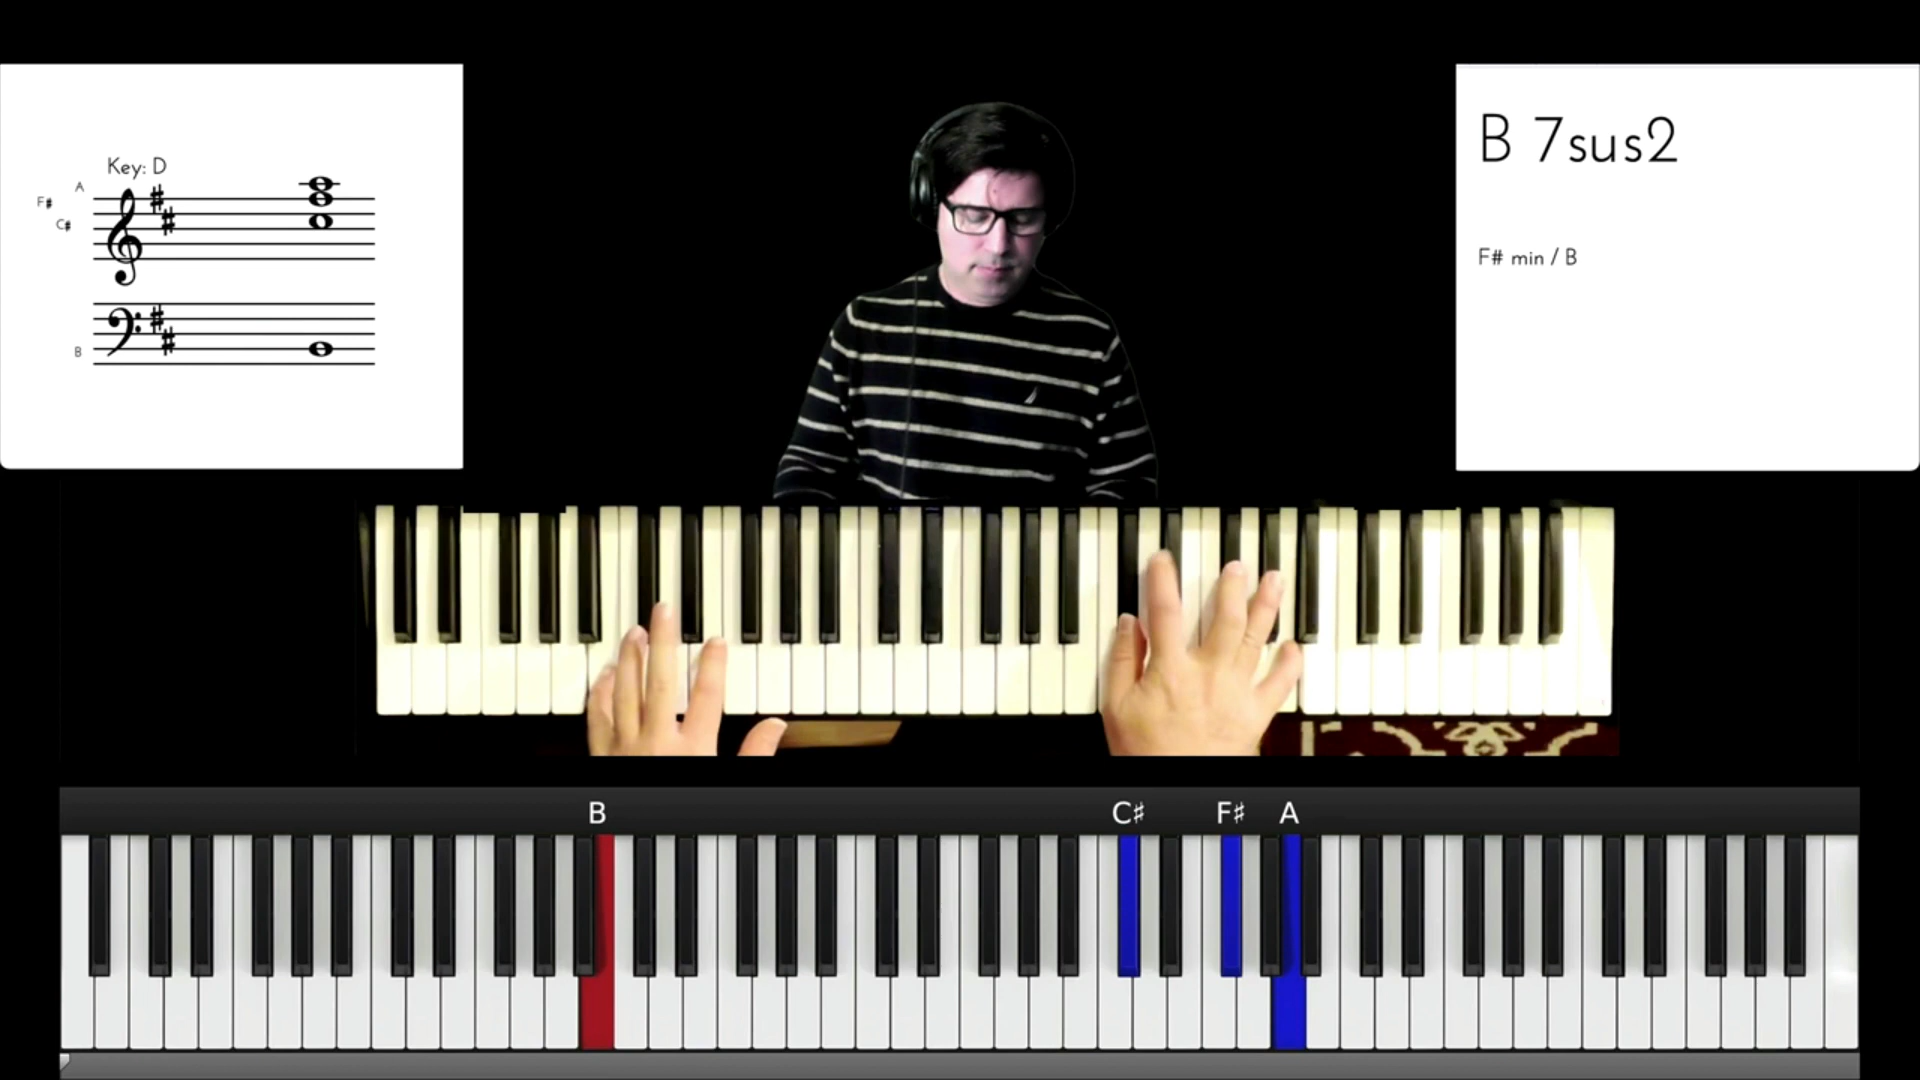 Key: D
A
F#
C#
B
B 7sus2
F# min / B
B C♯ F♯ A